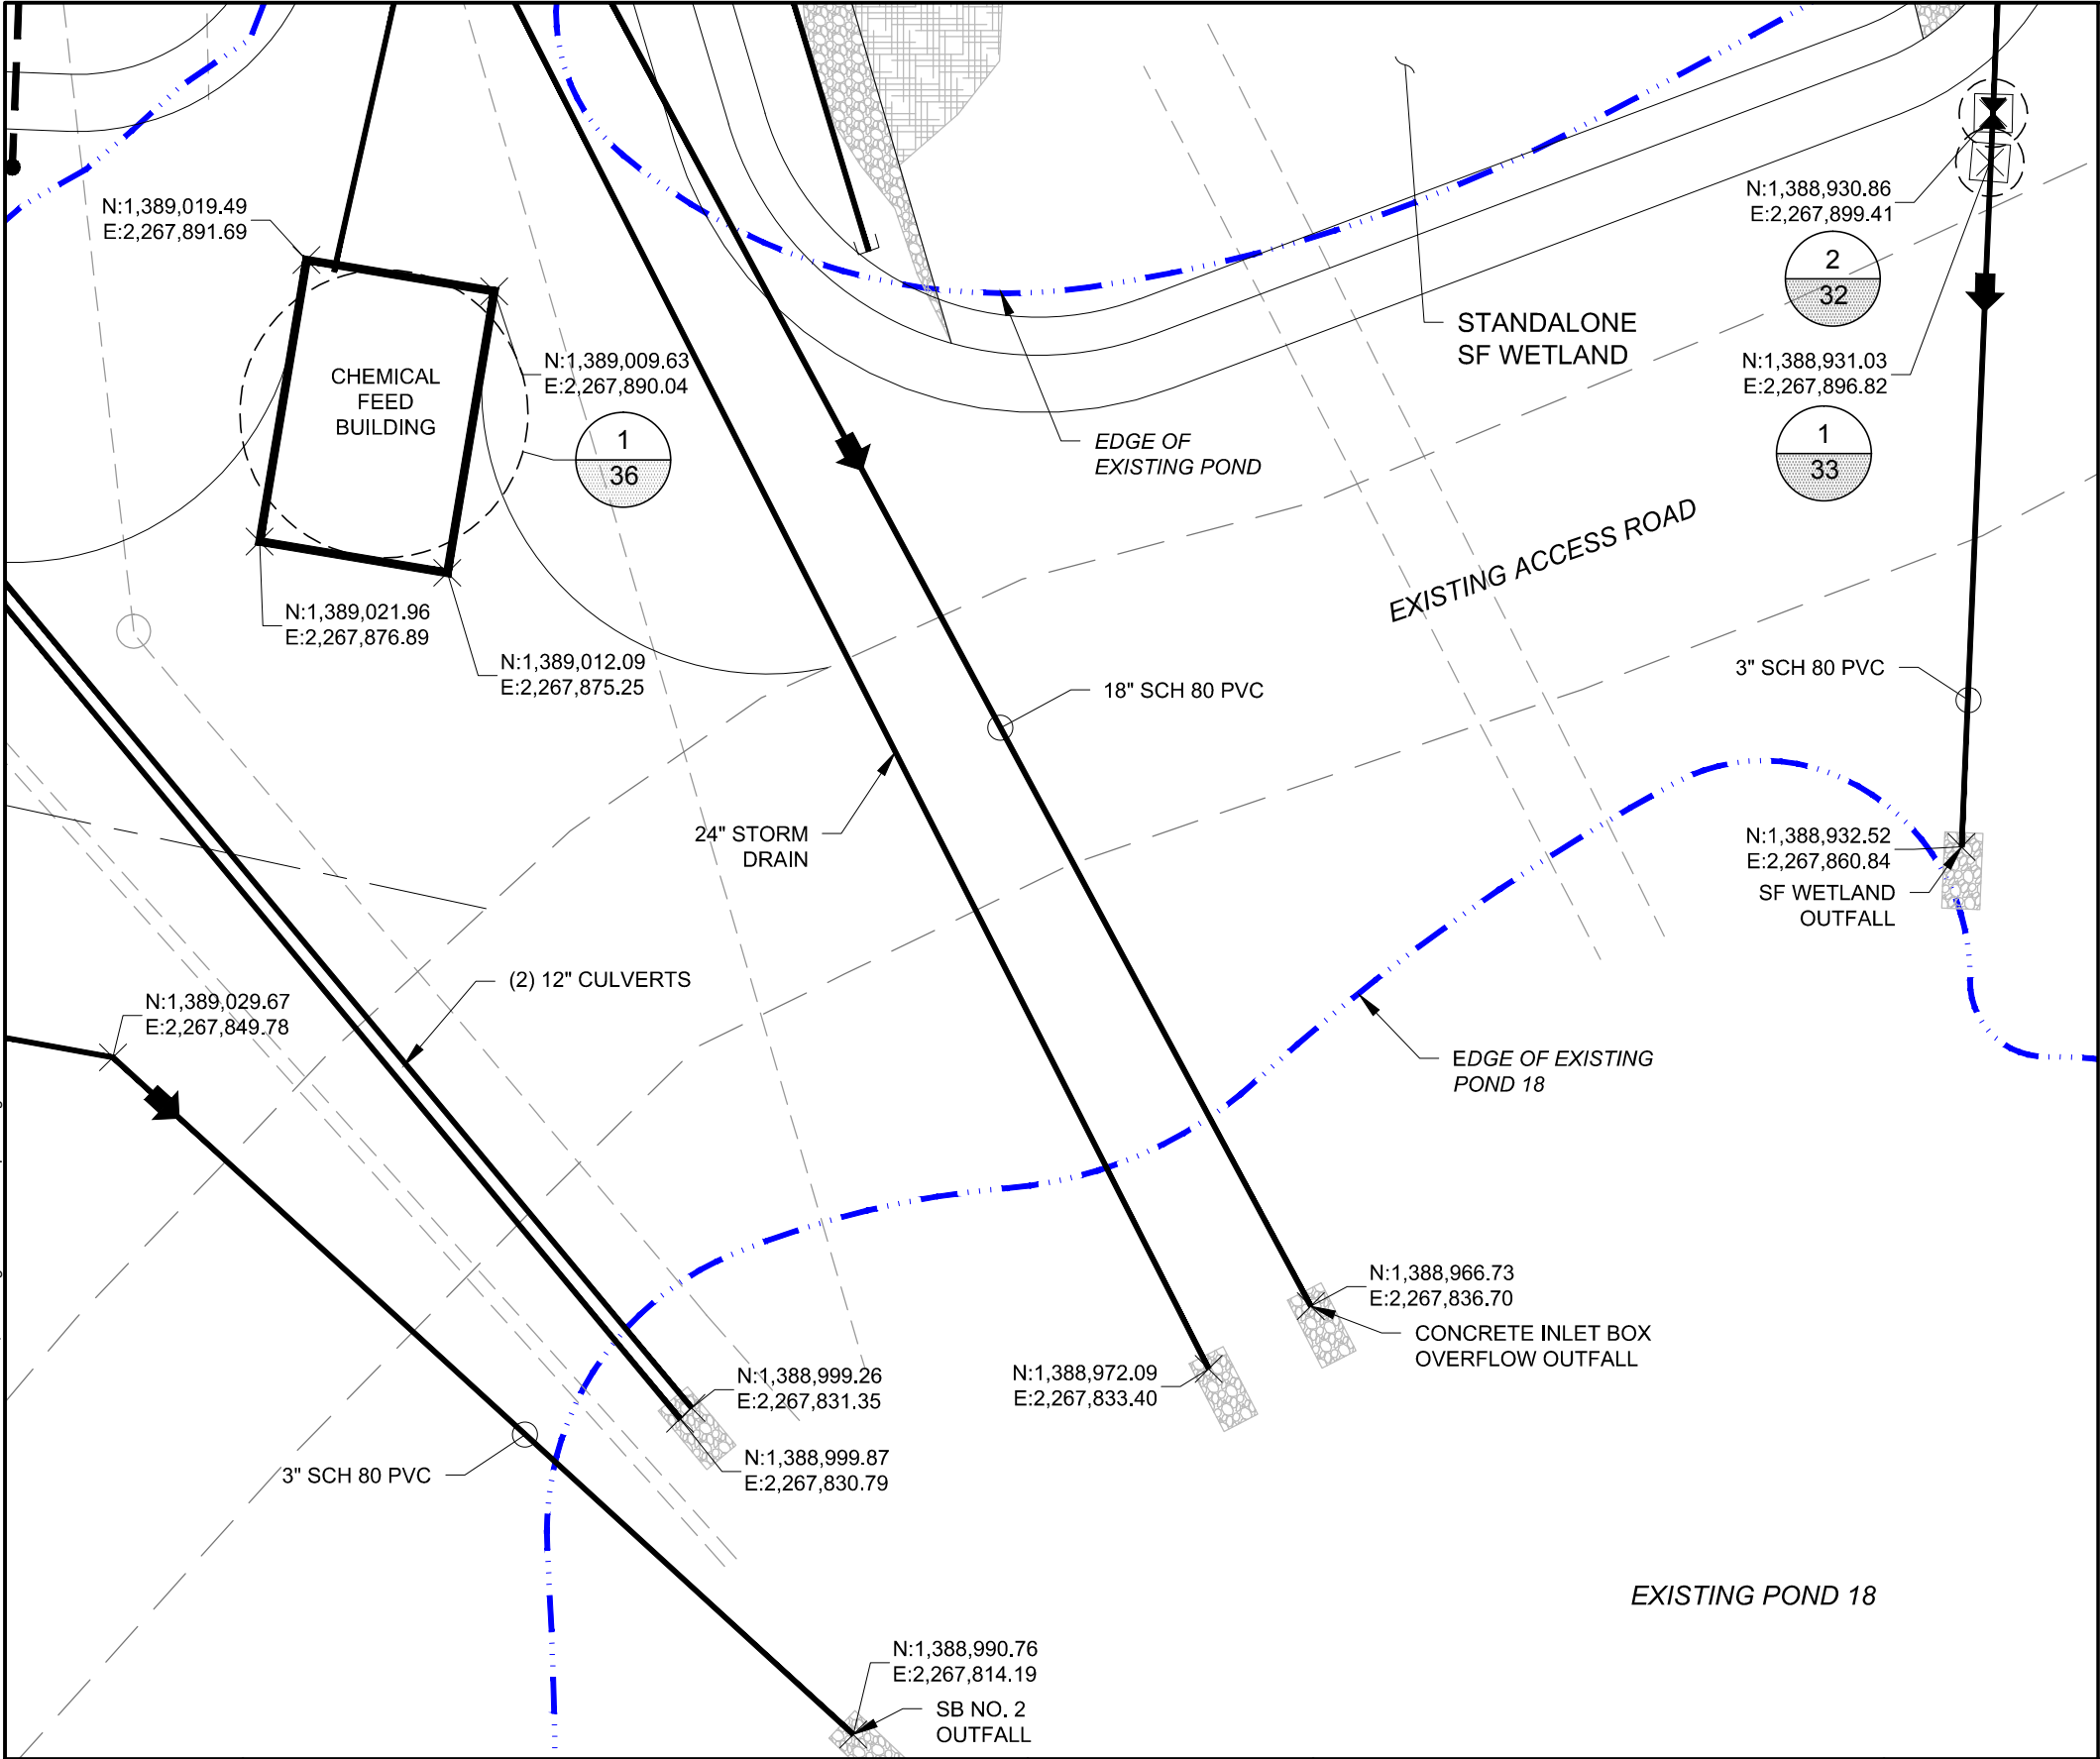 N:1,389,019.49
E:2,267,891.69
N:1,388,930.86
E:2,267,899.41
2
32
STANDALONE
SF WETLAND
N:1,389,009.63
E:2,267,890.04
N:1,388,931.03
E:2,267,896.82
CHEMICAL
FEED
BUILDING
1
36
EDGE OF
EXISTING POND
1
33
EXISTING ACCESS ROAD
N:1,389,021.96
E:2,267,876.89
N:1,389,012.09
E:2,267,875.25
18" SCH 80 PVC
3" SCH 80 PVC
24" STORM
DRAIN
N:1,388,932.52
E:2,267,860.84
SF WETLAND
OUTFALL
(2) 12" CULVERTS
N:1,389,029.67
E:2,267,849.78
EDGE OF EXISTING
POND 18
N:1,388,966.73
E:2,267,836.70
CONCRETE INLET BOX
OVERFLOW OUTFALL
N:1,388,999.26
E:2,267,831.35
N:1,388,972.09
E:2,267,833.40
N:1,388,999.87
E:2,267,830.79
3" SCH 80 PVC
EXISTING POND 18
N:1,388,990.76
E:2,267,814.19
SB NO. 2
OUTFALL